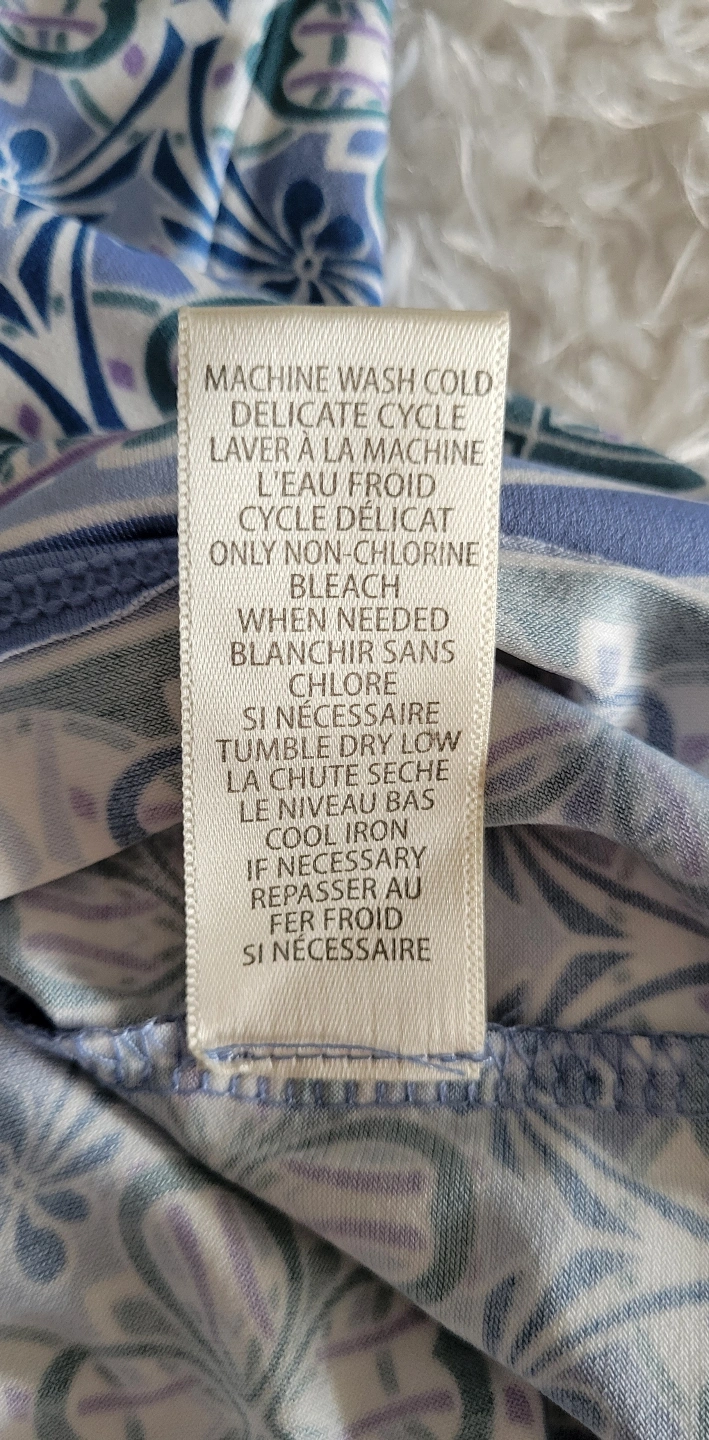 MACHINE WASH COLD
DELICATE CYCLE
LAVER À LA MACHINE
L'EAU FROID
CYCLE DÉLICAT
ONLY NON-CHLORINE
BLEACH
WHEN NEEDED
BLANCHIR SANS
CHLORE
SI NÉCESSAIRE
TUMBLE DRY LOW
LA CHUTE SECHE
LE NIVEAU BAS
COOL IRON
IF NECESSARY
REPASSER AU
FER FROID
SI NÉCESSAIRE